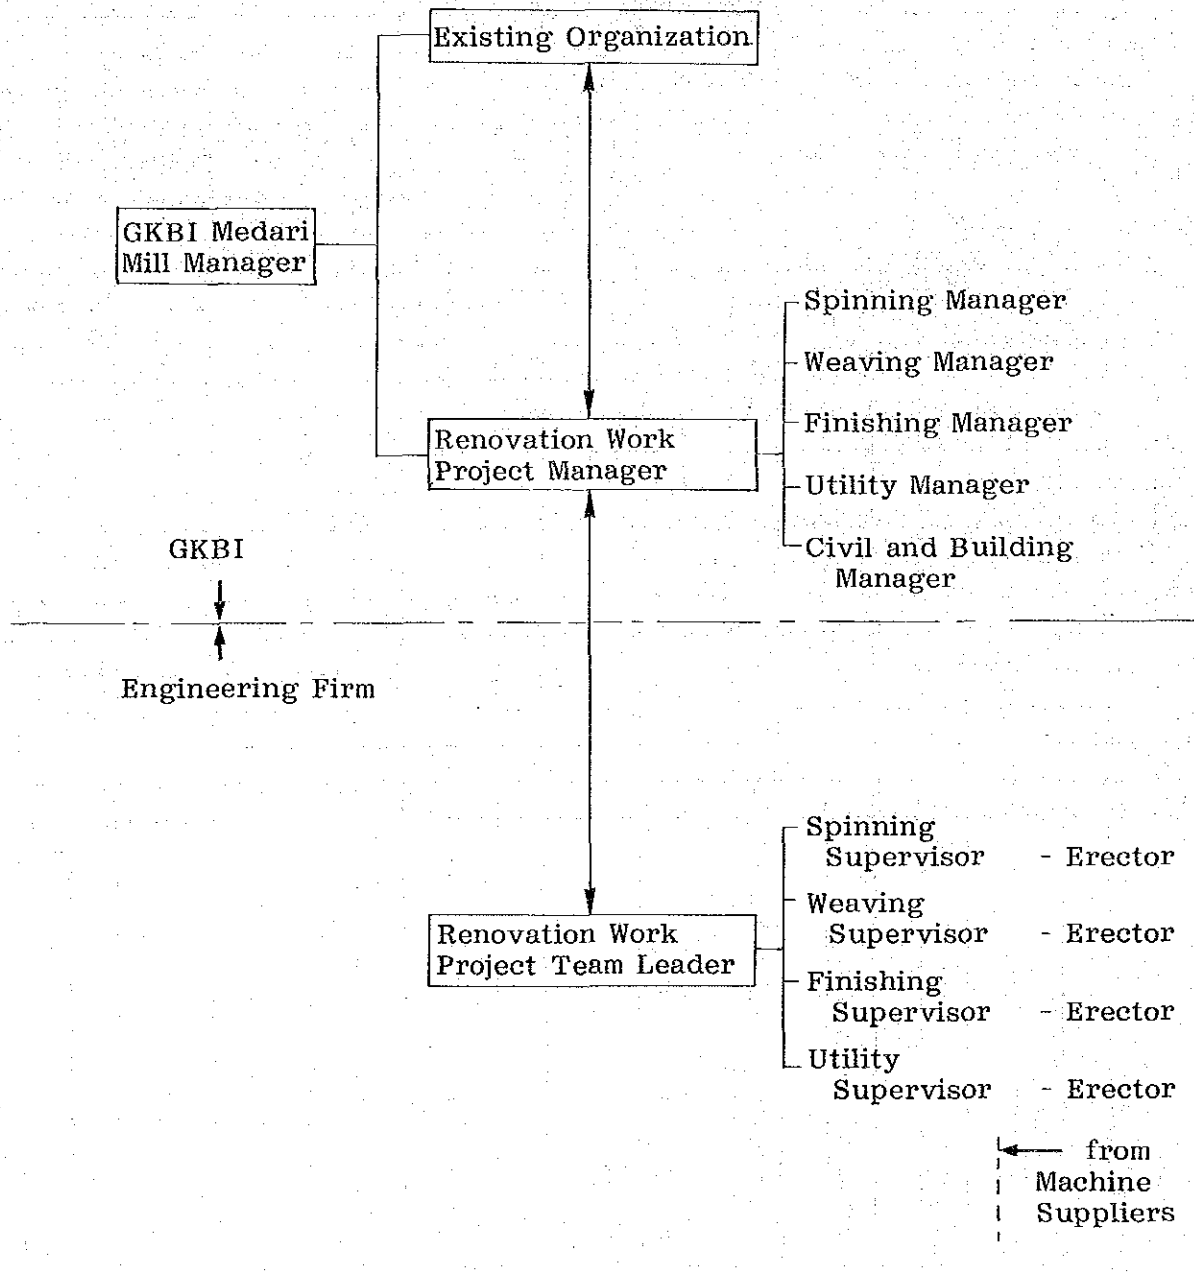 Existing Organization
GKBI Medari
Mill Manager
Spinning Manager
Weaving Manager
Finishing Manager
Utility Manager
Civil and Building
Manager
Renovation Work
Project Manager
GKBI
Engineering Firm
Renovation Work
Project Team Leader
Spinning
Supervisor - Erector
Weaving
Supervisor - Erector
Finishing
Supervisor - Erector
Utility
Supervisor - Erector
from
Machine
Suppliers